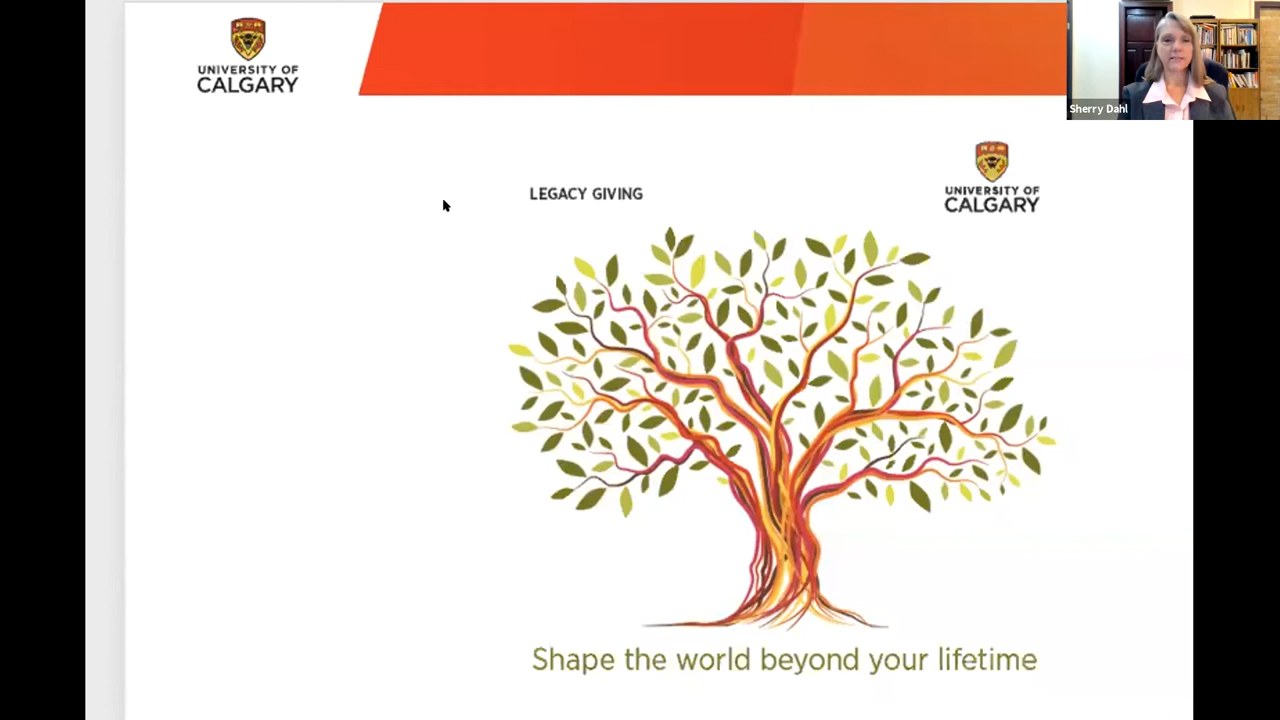 UNIVERSITY OF
CALGARY
Sherry Dahl
LEGACY GIVING
UNIVERSITY OF
CALGARY
Shape the world beyond your lifetime